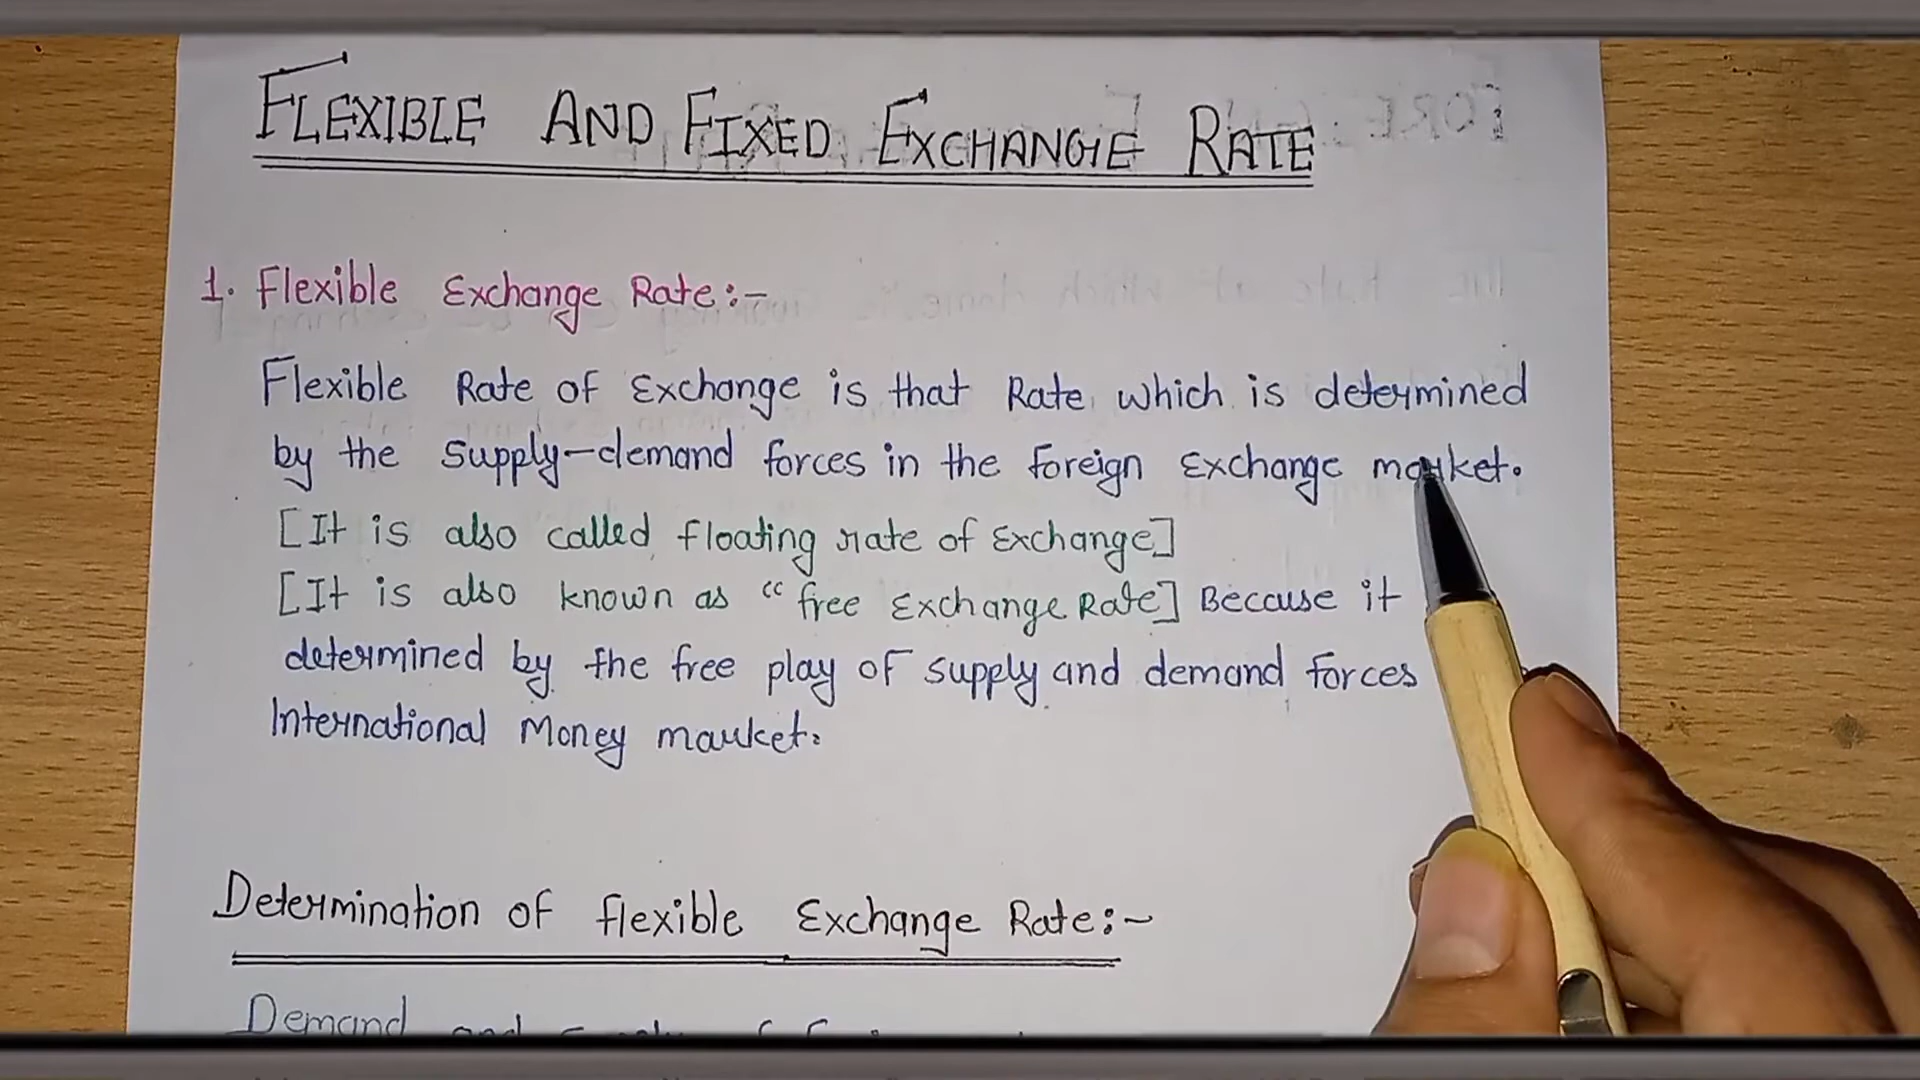 FLEXIBLE AND FIXED EXCHANGE RATE
1. Flexible Exchange Rate:-
Flexible Rate of Exchange is that Rate which is determined
by the Supply-demand forces in the foreign Exchange market.
[It is also called floating rate of Exchange]
[It is also known as "free Exchange Rate] Because it
determined by the free play of supply and demand forces
International Money market.
Determination of flexible Exchange Rate:-
Demand and